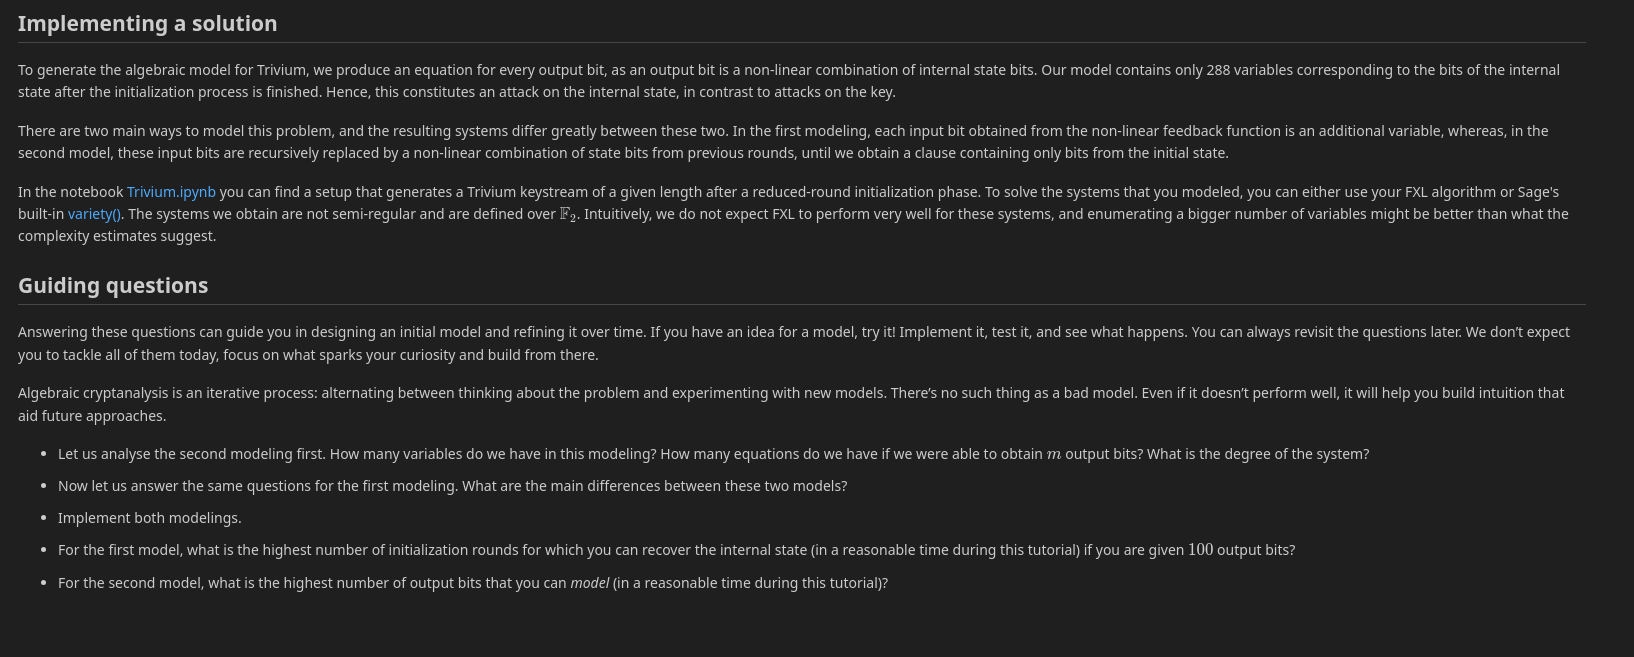 Implementing a solution
To generate the algebraic model for Trivium, we produce an equation for every output bit, as an output bit is a non-linear combination of internal state bits. Our model contains only 288 variables corresponding to the bits of the internal
state after the initialization process is finished. Hence, this constitutes an attack on the internal state, in contrast to attacks on the key.
There are two main ways to model this problem, and the resulting systems differ greatly between these two. In the first modeling, each input bit obtained from the non-linear feedback function is an additional variable, whereas, in the
second model, these input bits are recursively replaced by a non-linear combination of state bits from previous rounds, until we obtain a clause containing only bits from the initial state.
In the notebook Trivium.ipynb you can find a setup that generates a Trivium keystream of a given length after a reduced-round initialization phase. To solve the systems that you modeled, you can either use your FXL algorithm or Sage's
built-in variety(). The systems we obtain are not semi-regular and are defined over 𝔽₂. Intuitively, we do not expect FXL to perform very well for these systems, and enumerating a bigger number of variables might be better than what the
complexity estimates suggest.
Guiding questions
Answering these questions can guide you in designing an initial model and refining it over time. If you have an idea for a model, try it! Implement it, test it, and see what happens. You can always revisit the questions later. We don’t expect
you to tackle all of them today, focus on what sparks your curiosity and build from there.
Algebraic cryptanalysis is an iterative process: alternating between thinking about the problem and experimenting with new models. There’s no such thing as a bad model. Even if it doesn’t perform well, it will help you build intuition that
aid future approaches.
• Let us analyse the second modeling first. How many variables do we have in this modeling? How many equations do we have if we were able to obtain m output bits? What is the degree of the system?
• Now let us answer the same questions for the first modeling. What are the main differences between these two models?
• Implement both modelings.
• For the first model, what is the highest number of initialization rounds for which you can recover the internal state (in a reasonable time during this tutorial) if you are given 100 output bits?
• For the second model, what is the highest number of output bits that you can model (in a reasonable time during this tutorial)?